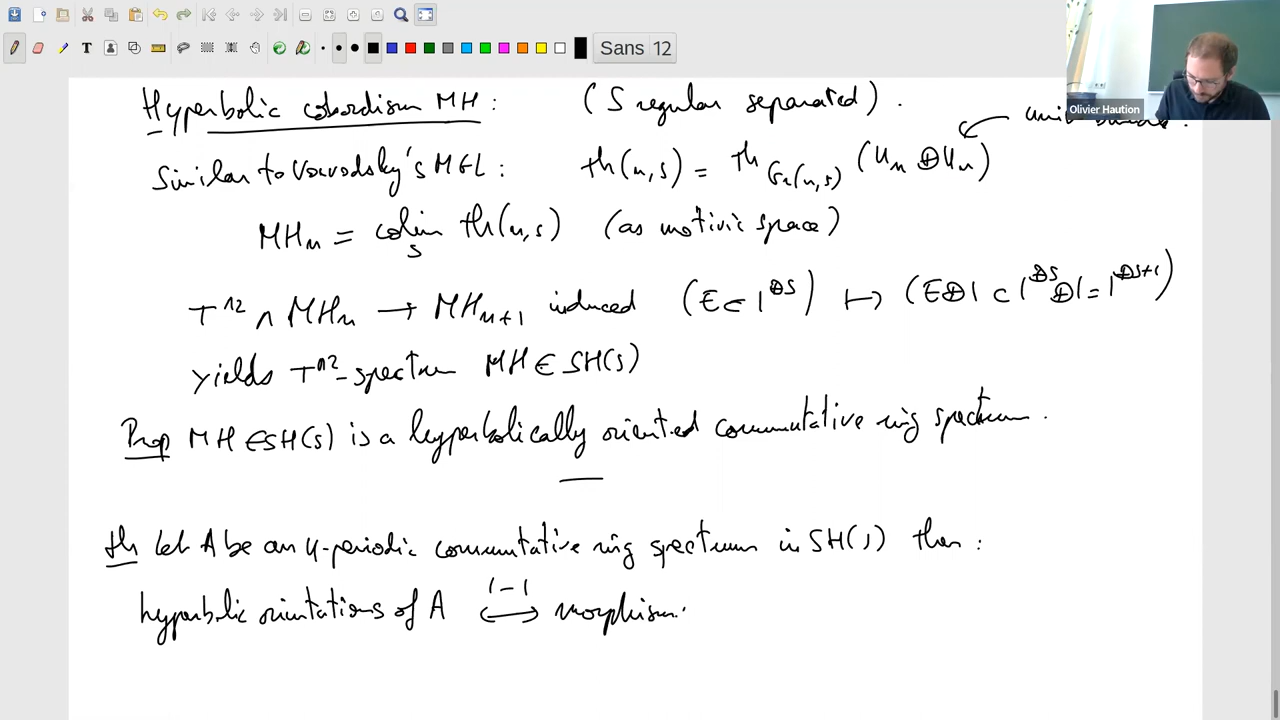 Sans 12
Olivier Haution
Hyperbolic cobordism MH : (S regular separated).
Similar to Voevodsky's MGL : th(n,s) = Th_{Gr(n,s)} (U_n ⊕ U_n)
MH_n = colim_s th(n,s) (as motivic space)
T^{∧2} ∧ MH_n → MH_{n+1} induced (E ⊂ 1^{⊕s}) ↦ (E⊕1 ⊂ 1^{⊕s}⊕1 = 1^{⊕s+1})
yields T^{∧2}-spectrum MH ∈ SH(S)
Prop MH ∈ SH(S) is a hyperbolically oriented commutative ring spectrum.
th let A be an η-periodic commutative ring spectrum in SH(S) then :
hyperbolic orientations of A ⟷^{1-1} morphism